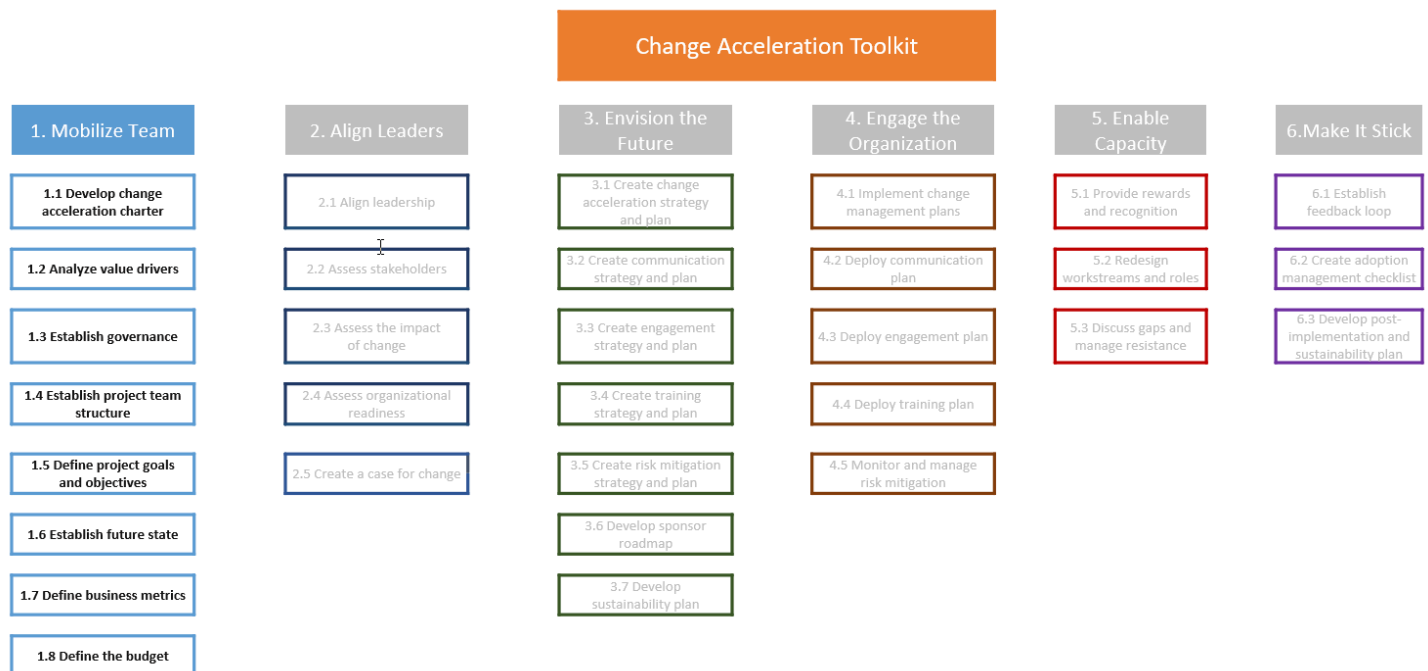 Change Acceleration Toolkit
1. Mobilize Team
1.1 Develop change
acceleration charter
1.2 Analyze value drivers
1.3 Establish governance
1.4 Establish project team
structure
1.5 Define project goals
and objectives
1.6 Establish future state
1.7 Define business metrics
1.8 Define the budget
2. Align Leaders
2.1 Align leadership
2.2 Assess stakeholders
2.3 Assess the impact
of change
2.4 Assess organizational
readiness
2.5 Create a case for change
3. Envision the
Future
3.1 Create change
acceleration strategy
and plan
3.2 Create communication
strategy and plan
3.3 Create engagement
strategy and plan
3.4 Create training
strategy and plan
3.5 Create risk mitigation
strategy and plan
3.6 Develop sponsor
roadmap
3.7 Develop
sustainability plan
4. Engage the
Organization
4.1 Implement change
management plans
4.2 Deploy communication
plan
4.3 Deploy engagement plan
4.4 Deploy training plan
4.5 Monitor and manage
risk mitigation
5. Enable
Capacity
5.1 Provide rewards
and recognition
5.2 Redesign
workstreams and roles
5.3 Discuss gaps and
manage resistance
6.Make It Stick
6.1 Establish
feedback loop
6.2 Create adoption
management checklist
6.3 Develop post-
implementation and
sustainability plan